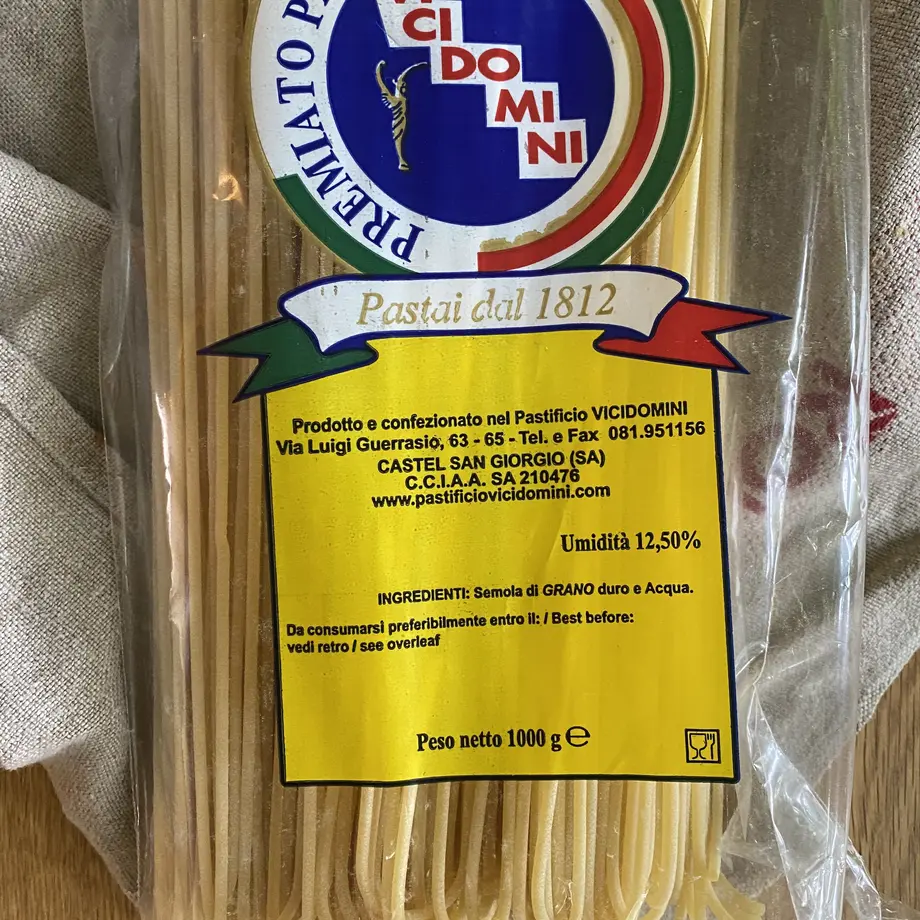 PREMIATO
CI
DO
MI
NI
Pastai dal 1812
Prodotto e confezionato nel Pastificio VICIDOMINI
Via Luigi Guerrasio, 63 - 65 - Tel. e Fax 081.951156
CASTEL SAN GIORGIO (SA)
C.C.I.A.A. SA 210476
www.pastificiovicidomini.com
Umidità 12,50%
INGREDIENTI: Semola di GRANO duro e Acqua.
Da consumarsi preferibilmente entro il: / Best before:
vedi retro / see overleaf
Peso netto 1000 g ℮